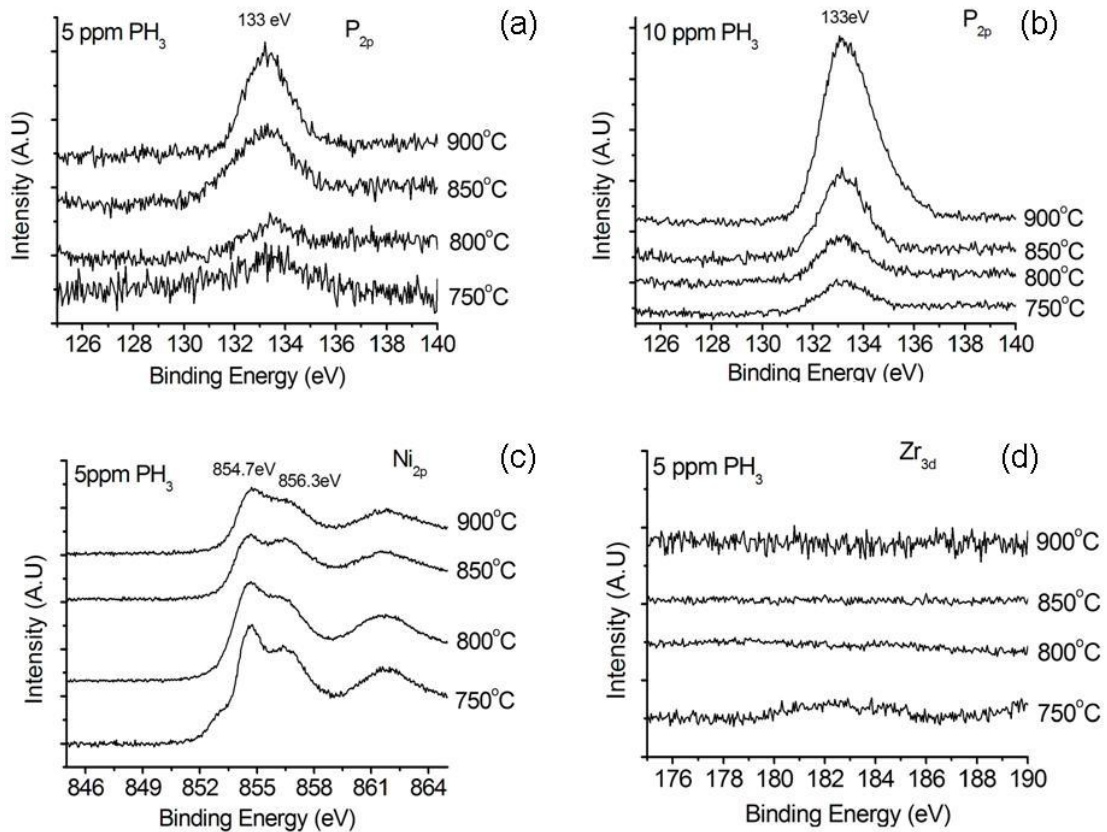 5 ppm PH3
133 eV
P2p
(a)
900°C
850°C
800°C
750°C
Intensity (A.U)
126 128 130 132 134 136 138 140
Binding Energy (eV)
10 ppm PH3
133eV
P2p
(b)
900°C
850°C
800°C
750°C
Intensity (A.U)
126 128 130 132 134 136 138 140
Binding Energy (eV)
5ppm PH3
854.7eV
856.3eV
Ni2p
(c)
900°C
850°C
800°C
750°C
Intensity (A.U)
846 849 852 855 858 861 864
Binding Energy (eV)
5 ppm PH3
Zr3d
(d)
900°C
850°C
800°C
750°C
Intensity (A.U)
176 178 180 182 184 186 188 190
Binding Energy (eV)